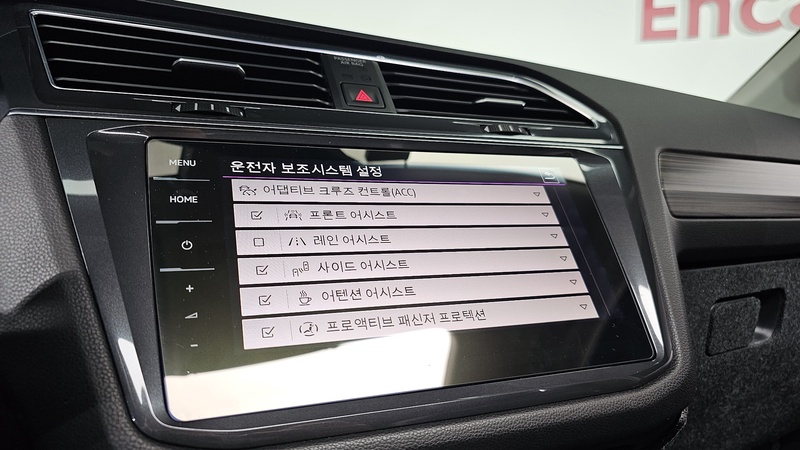 Enca
PASSENGER
AIR BAG
MENU
운전자 보조시스템 설정
HOME
어댑티브 크루즈 컨트롤(ACC)
프론트 어시스트
레인 어시스트
사이드 어시스트
어텐션 어시스트
프로액티브 패신저 프로텍션